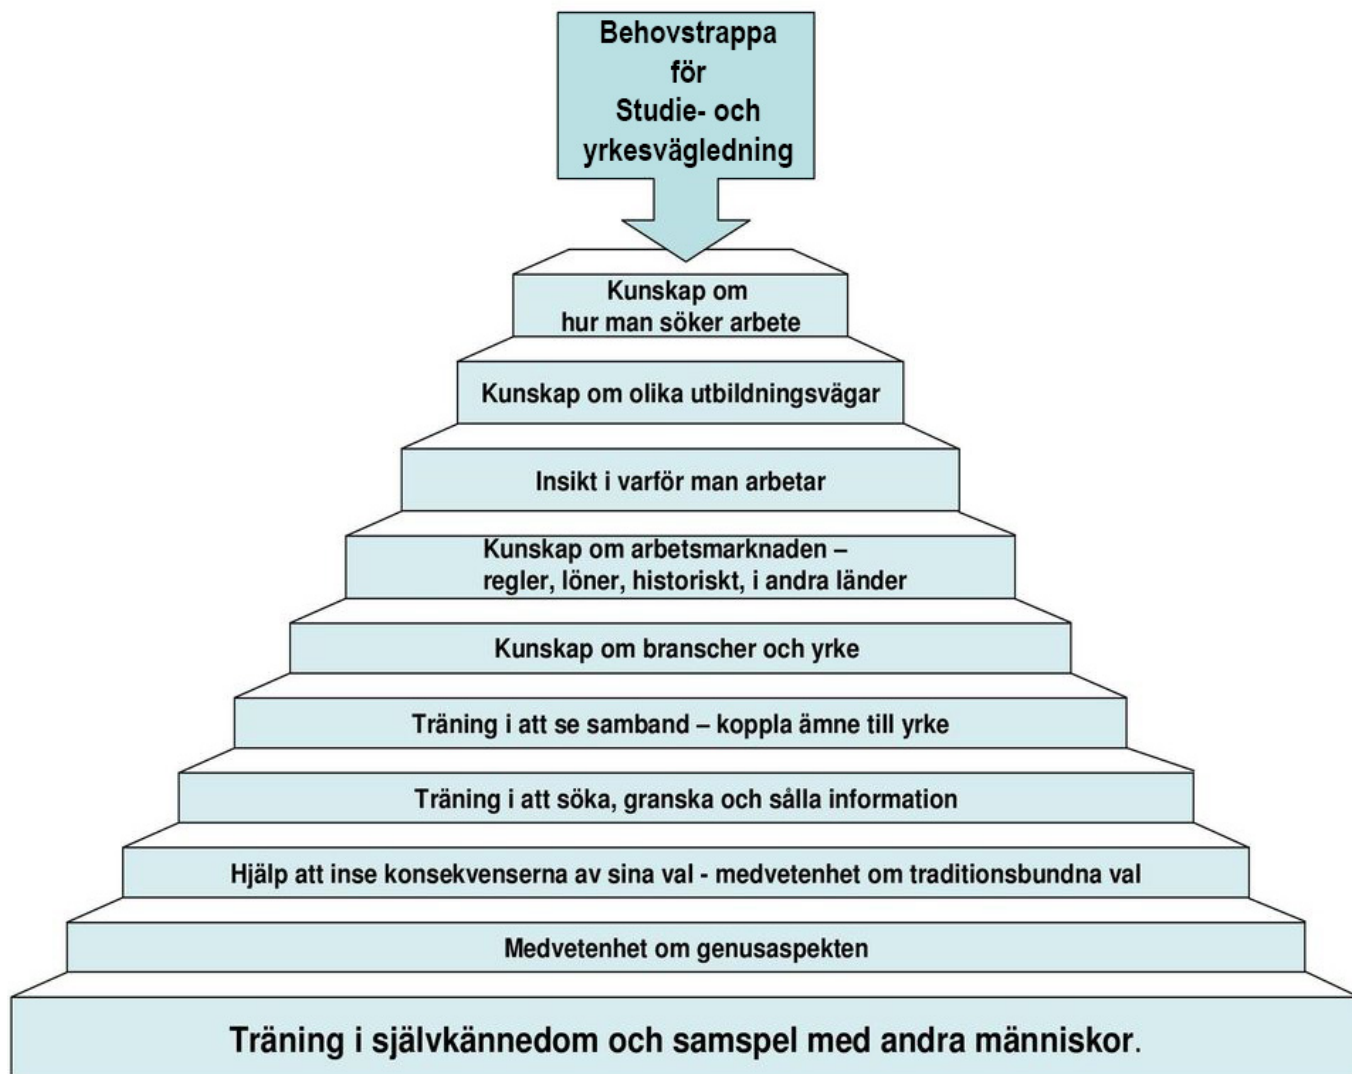 Behovstrappa
för
Studie- och
yrkesvägledning
Kunskap om
hur man söker arbete
Kunskap om olika utbildningsvägar
Insikt i varför man arbetar
Kunskap om arbetsmarknaden –
regler, löner, historiskt, i andra länder
Kunskap om branscher och yrke
Träning i att se samband – koppla ämne till yrke
Träning i att söka, granska och sålla information
Hjälp att inse konsekvenserna av sina val - medvetenhet om traditionsbundna val
Medvetenhet om genusaspekten
Träning i självkännedom och samspel med andra människor.